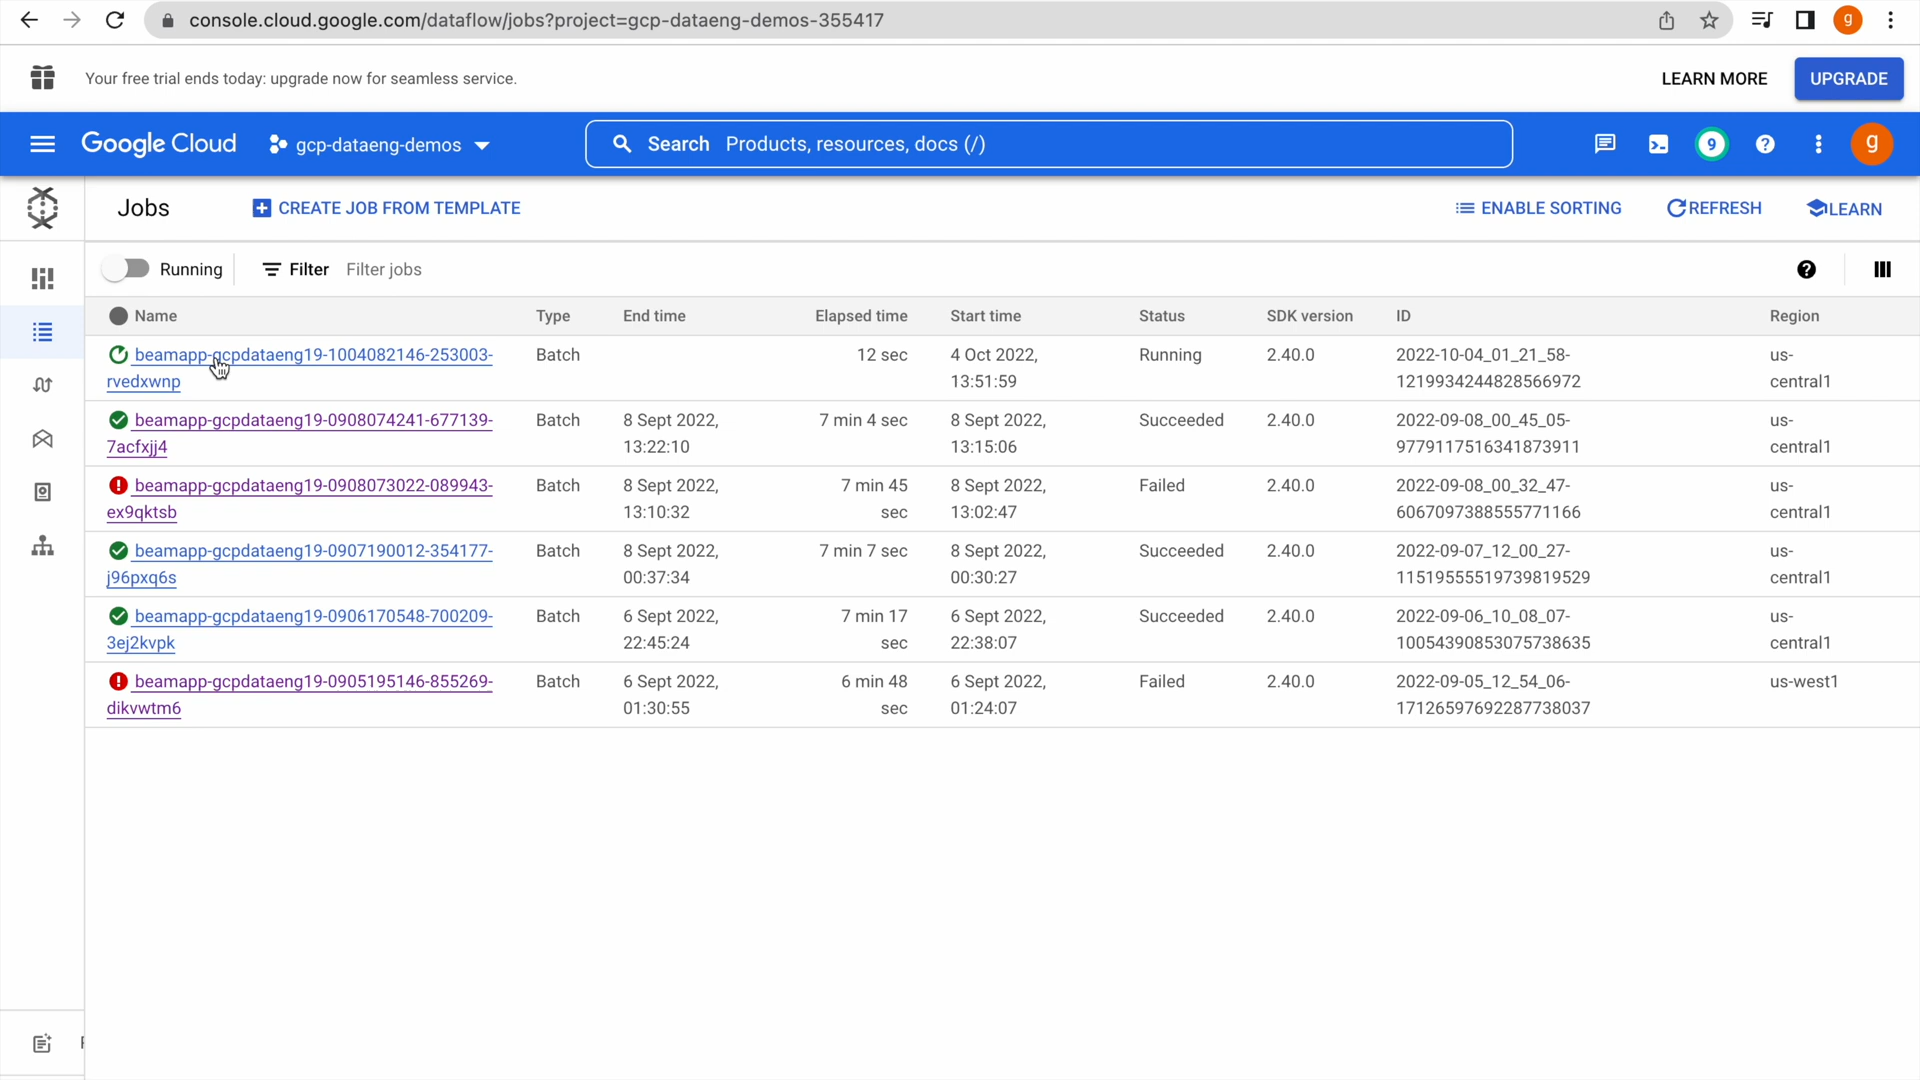 console.cloud.google.com/dataflow/jobs?project=gcp-dataeng-demos-355417
g
Your free trial ends today: upgrade now for seamless service.
LEARN MORE
UPGRADE
Google Cloud
gcp-dataeng-demos
Search Products, resources, docs (/)
9
g
Jobs
CREATE JOB FROM TEMPLATE
ENABLE SORTING
REFRESH
LEARN
Running
Filter Filter jobs
Name Type End time Elapsed time Start time Status SDK version ID Region
beamapp-gcpdataeng19-1004082146-253003- Batch 12 sec 4 Oct 2022, Running 2.40.0 2022-10-04_01_21_58- us-
rvedxwnp 13:51:59 1219934244828566972 central1
beamapp-gcpdataeng19-0908074241-677139- Batch 8 Sept 2022, 7 min 4 sec 8 Sept 2022, Succeeded 2.40.0 2022-09-08_00_45_05- us-
7acfxjj4 13:22:10 13:15:06 9779117516341873911 central1
beamapp-gcpdataeng19-0908073022-089943- Batch 8 Sept 2022, 7 min 45 8 Sept 2022, Failed 2.40.0 2022-09-08_00_32_47- us-
ex9qktsb 13:10:32 sec 13:02:47 6067097388555771166 central1
beamapp-gcpdataeng19-0907190012-354177- Batch 8 Sept 2022, 7 min 7 sec 8 Sept 2022, Succeeded 2.40.0 2022-09-07_12_00_27- us-
j96pxq6s 00:37:34 00:30:27 11519555519739819529 central1
beamapp-gcpdataeng19-0906170548-700209- Batch 6 Sept 2022, 7 min 17 6 Sept 2022, Succeeded 2.40.0 2022-09-06_10_08_07- us-
3ej2kvpk 22:45:24 sec 22:38:07 10054390853075738635 central1
beamapp-gcpdataeng19-0905195146-855269- Batch 6 Sept 2022, 6 min 48 6 Sept 2022, Failed 2.40.0 2022-09-05_12_54_06- us-west1
dikvwtm6 01:30:55 sec 01:24:07 17126597692287738037